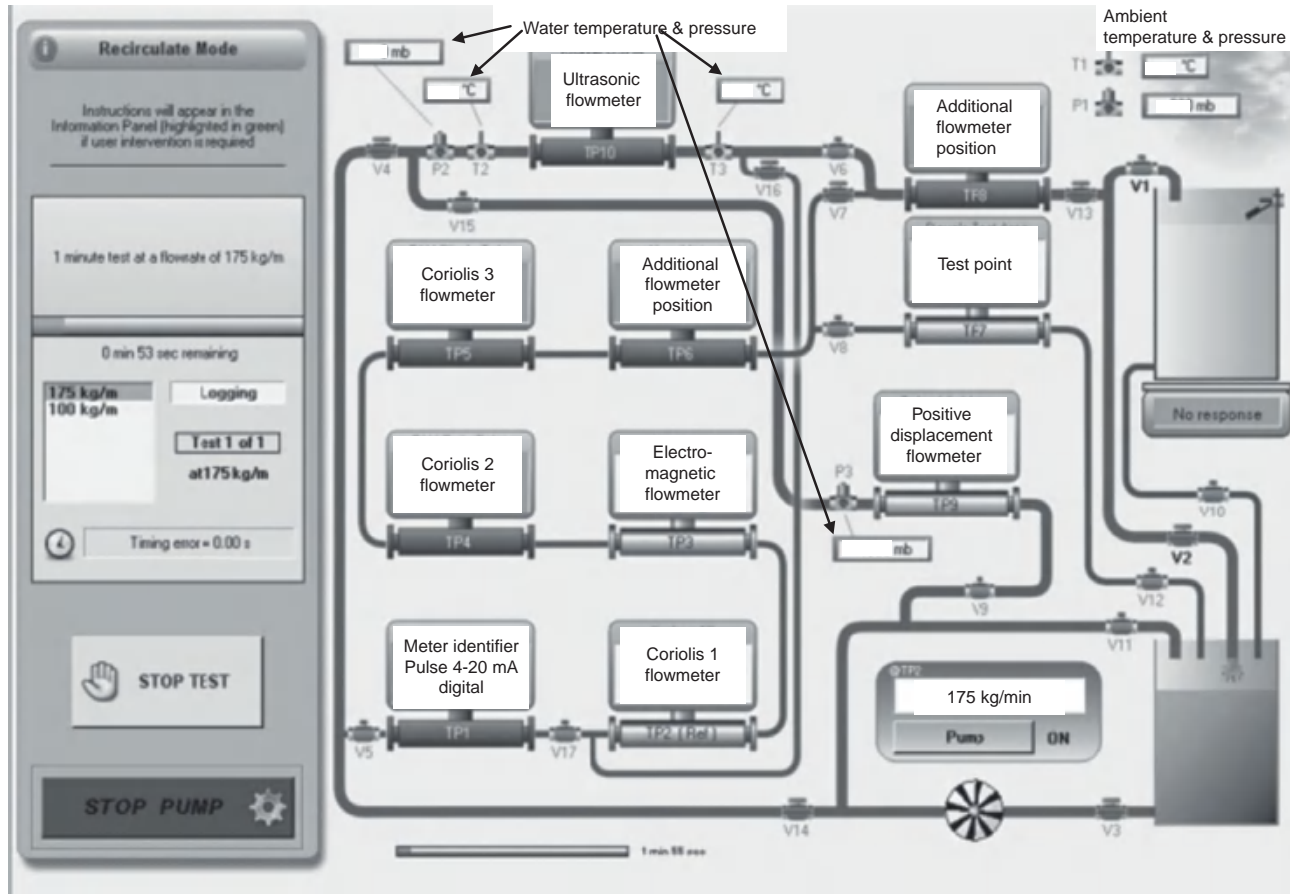 Recirculate Mode
Instructions will appear in the
Information Panel (highlighted in green)
if user intervention is required
1 minute test at a flowrate of 175 kg/m
0 min 53 sec remaining
175 kg/m
100 kg/m
Logging
Test 1 of 1
at175 kg/m
Timing error = 0.00 s
STOP TEST
STOP PUMP
Water temperature & pressure
mb
°C
°C
Ambient
temperature & pressure
T1
°C
P1
mb
Ultrasonic
flowmeter
TP10
V4
P2
T2
T3
V16
V6
V7
V15
Additional
flowmeter
position
TF8
V13
V1
Coriolis 3
flowmeter
TP5
Additional
flowmeter
position
TP6
V8
Test point
TF7
No response
Coriolis 2
flowmeter
TP4
Electro-
magnetic
flowmeter
TP3
P3
mb
Positive
displacement
flowmeter
TP9
V10
V2
V12
V9
V11
Meter identifier
Pulse 4-20 mA
digital
TP1
V5
V17
Coriolis 1
flowmeter
TP2 ( Ref )
TP2
175 kg/min
Pump
ON
V14
V3